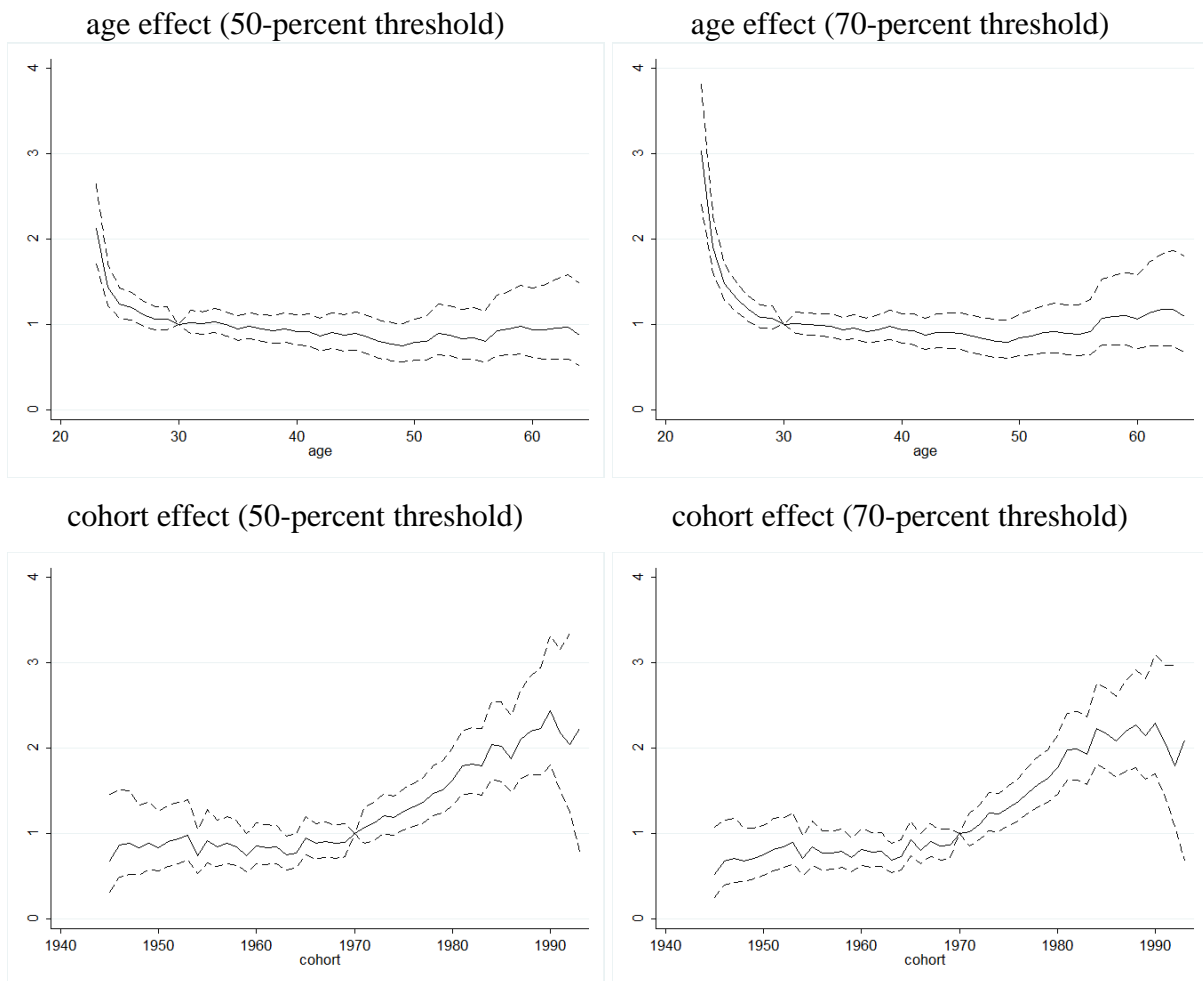 age effect (50-percent threshold)
age effect (70-percent threshold)
4
3
2
1
0
20 30 40 50 60
age
4
3
2
1
0
20 30 40 50 60
age
cohort effect (50-percent threshold)
cohort effect (70-percent threshold)
4
3
2
1
0
1940 1950 1960 1970 1980 1990
cohort
4
3
2
1
0
1940 1950 1960 1970 1980 1990
cohort